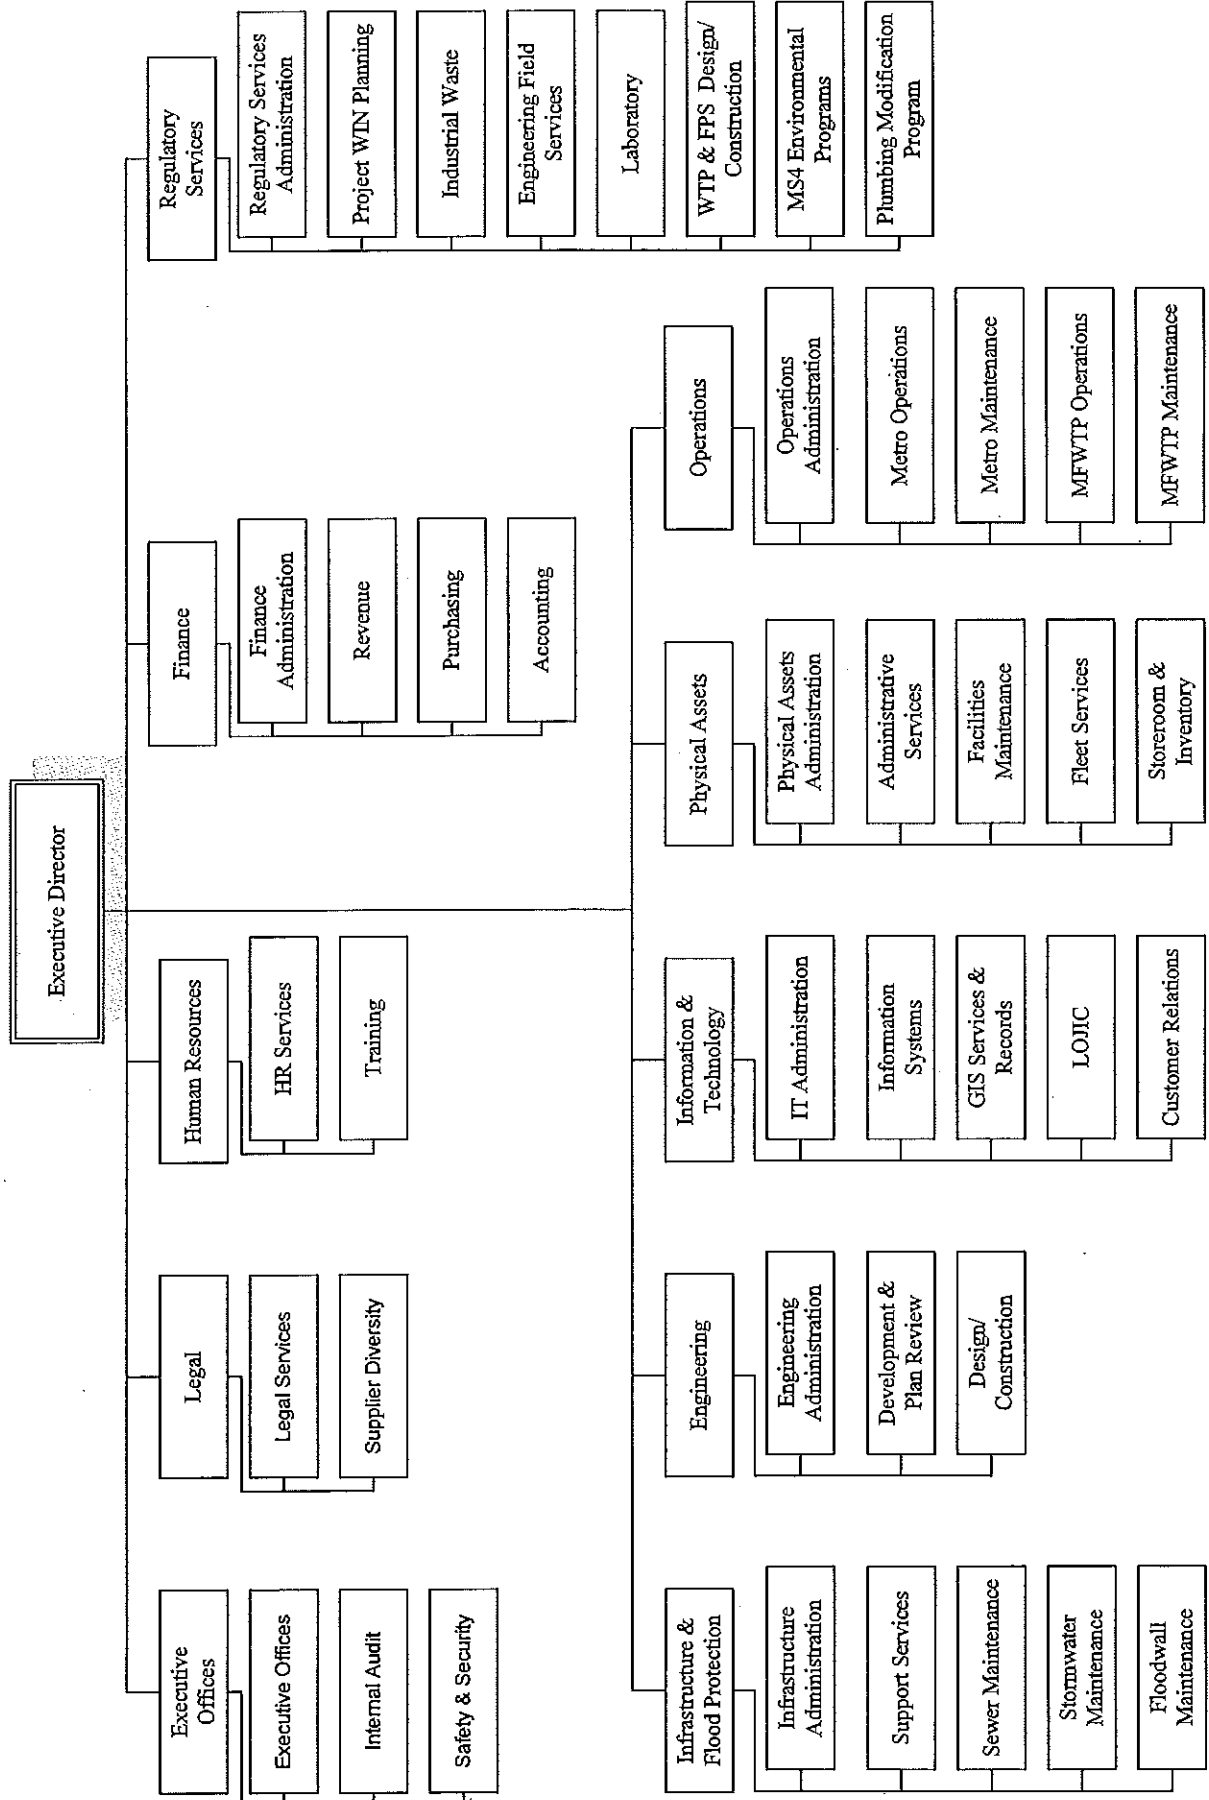 Executive Director
Executive
Offices
Executive Offices
Internal Audit
Safety & Security
Legal
Legal Services
Supplier Diversity
Human Resources
HR Services
Training
Finance
Finance
Administration
Revenue
Purchasing
Accounting
Regulatory
Services
Regulatory Services
Administration
Project WIN Planning
Industrial Waste
Engineering Field
Services
Laboratory
WTP & FPS Design/
Construction
MS4 Environmental
Programs
Plumbing Modification
Program
Infrastructure &
Flood Protection
Infrastructure
Administration
Support Services
Sewer Maintenance
Stormwater
Maintenance
Floodwall
Maintenance
Engineering
Engineering
Administration
Development &
Plan Review
Design/
Construction
Information &
Technology
IT Administration
Information
Systems
GIS Services &
Records
LOJIC
Customer Relations
Physical Assets
Physical Assets
Administration
Administrative
Services
Facilities
Maintenance
Fleet Services
Storeroom &
Inventory
Operations
Operations
Administration
Metro Operations
Metro Maintenance
MFWTP Operations
MFWTP Maintenance